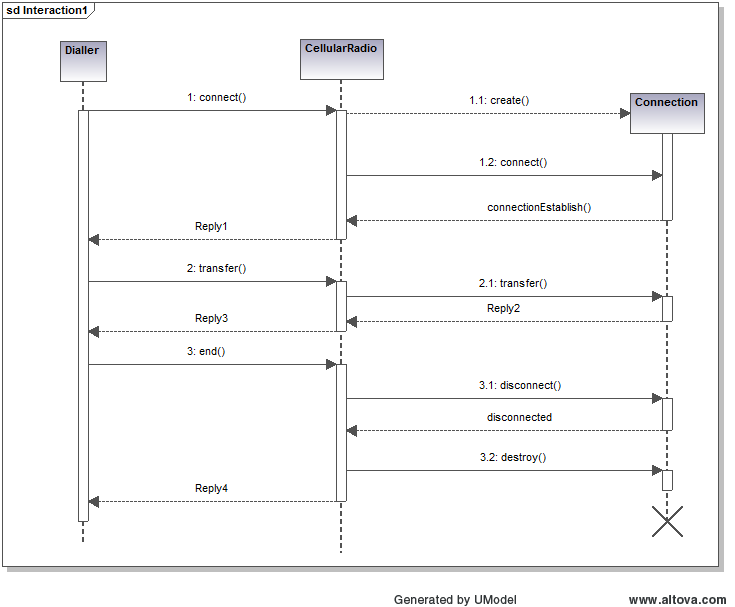 sd Interaction1
Dialler
CellularRadio
Connection
1: connect()
1.1: create()
1.2: connect()
connectionEstablish()
Reply1
2: transfer()
2.1: transfer()
Reply2
Reply3
3: end()
3.1: disconnect()
disconnected
3.2: destroy()
Reply4
Generated by UModel
www.altova.com